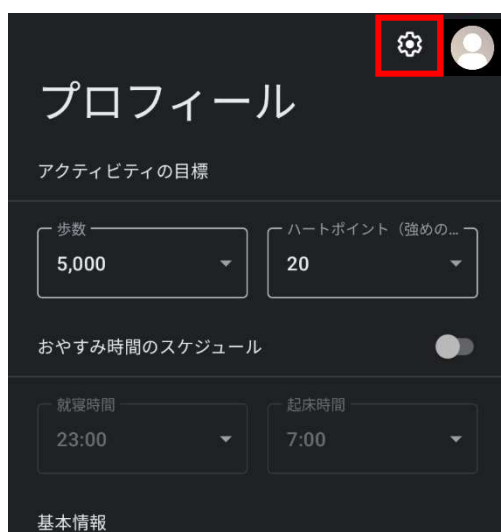 プロフィール
アクティビティの目標
歩数
ハートポイント（強めの...
5,000
20
おやすみ時間のスケジュール
就寝時間
起床時間
23:00
7:00
基本情報